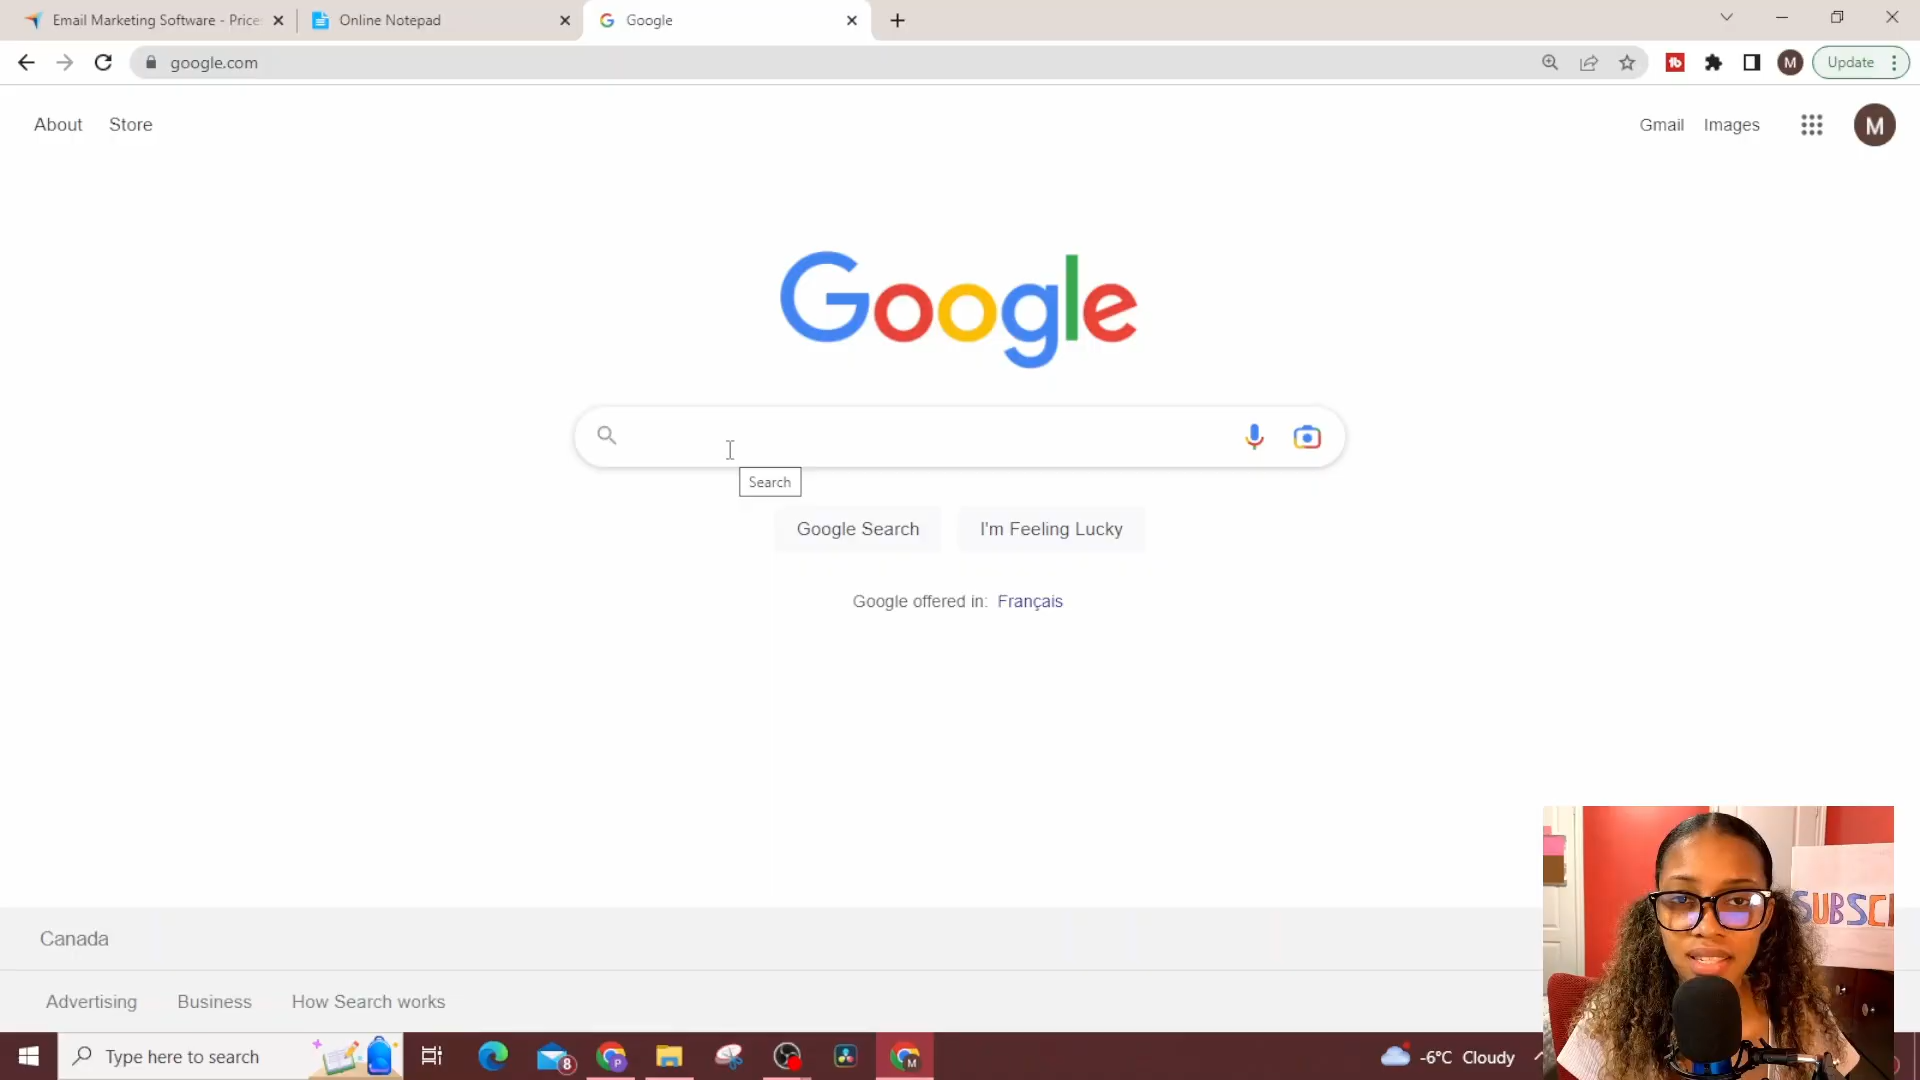 Email Marketing Software - Price
Online Notepad
Google
google.com
Update
M
About
Store
Gmail
Images
M
Google
Search
Google Search
I'm Feeling Lucky
Google offered in: Français
Canada
Advertising
Business
How Search works
SUBSC
Type here to search
8
P
M
-6°C Cloudy